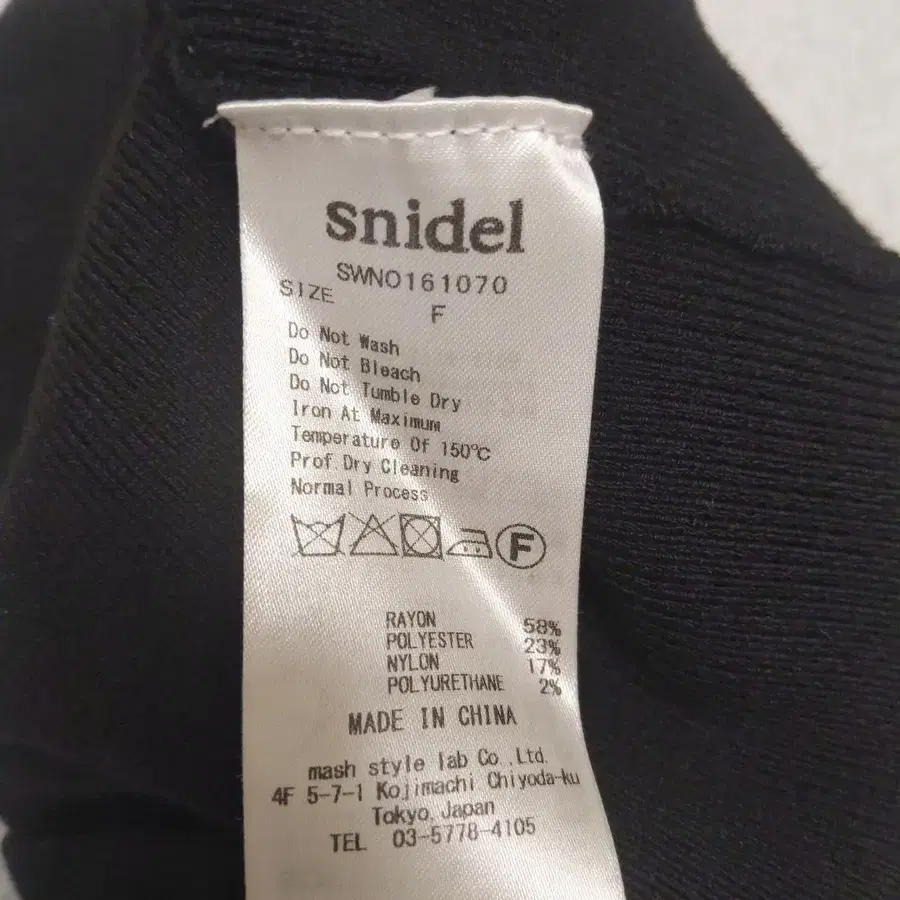 snidel
SWNO161070
SIZE
F
Do Not Wash
Do Not Bleach
Do Not Tumble Dry
Iron At Maximum
Temperature Of 150℃
Prof Dry Cleaning
Normal Process
F
RAYON 58%
POLYESTER 23%
NYLON 17%
POLYURETHANE 2%
MADE IN CHINA
mash style lab Co.,Ltd.
4F 5-7-1 Kojimachi Chiyoda-ku
Tokyo, Japan
TEL 03-5778-4105